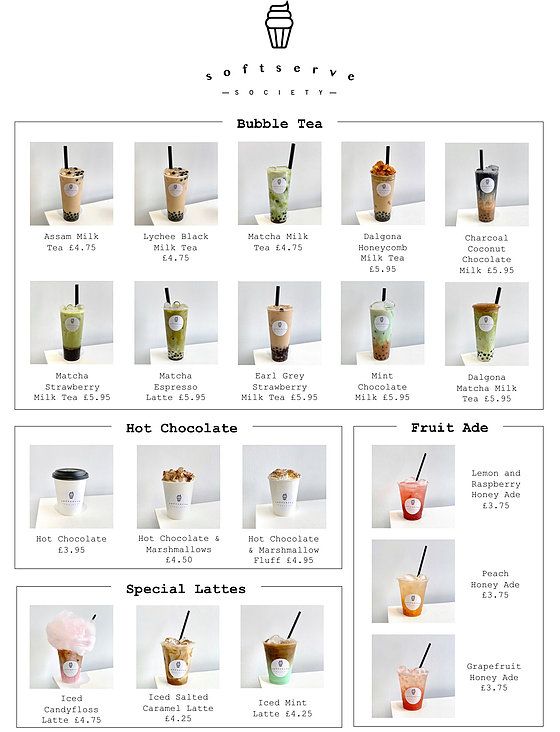 softserve
—SOCIETY—
Bubble Tea
Assam Milk
Tea £4.75
Lychee Black
Milk Tea
£4.75
Matcha Milk
Tea £4.75
Dalgona
Honeycomb
Milk Tea
£5.95
Charcoal
Coconut
Chocolate
Milk £5.95
Matcha
Strawberry
Milk Tea £5.95
Matcha
Espresso
Latte £5.95
Earl Grey
Strawberry
Milk Tea £5.95
Mint
Chocolate
Milk £5.95
Dalgona
Matcha Milk
Tea £5.95
Hot Chocolate
Hot Chocolate
£3.95
Hot Chocolate &
Marshmallows
£4.50
Hot Chocolate
& Marshmallow
Fluff £4.95
Special Lattes
Iced
Candyfloss
Latte £4.75
Iced Salted
Caramel Latte
£4.25
Iced Mint
Latte £4.25
Fruit Ade
Lemon and
Raspberry
Honey Ade
£3.75
Peach
Honey Ade
£3.75
Grapefruit
Honey Ade
£3.75